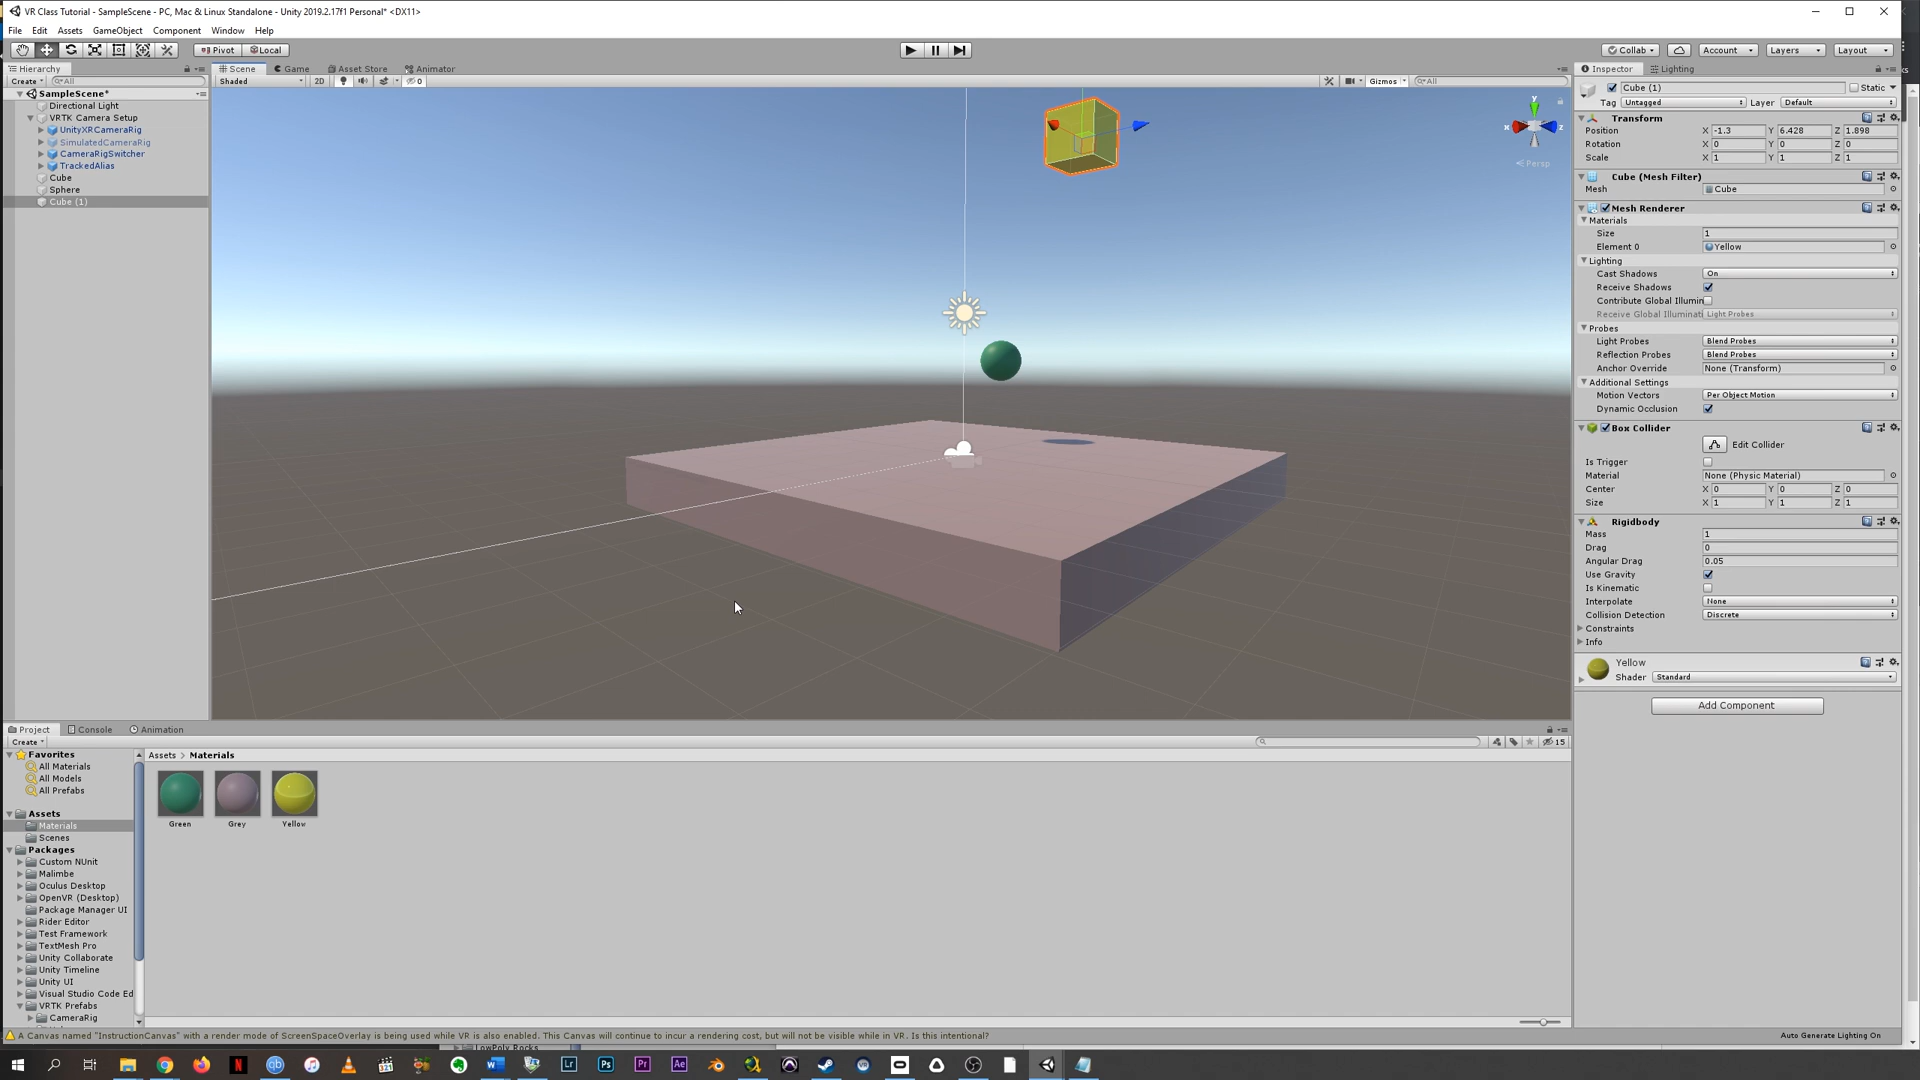 VR Class Tutorial - SampleScene - PC, Mac & Linux Standalone - Unity 2019.2.17f1 Personal* <DX11>
File Edit Assets GameObject Component Window Help
Pivot Local Collab Account Layers Layout
Hierarchy
Create All
SampleScene*
Directional Light
VRTK Camera Setup
UnityXRCameraRig
SimulatedCameraRig
CameraRigSwitcher
TrackedAlias
Cube
Sphere
Cube (1)
Scene Game Asset Store Animator
Shaded 2D 0 Gizmos All
y
x z
Persp
Inspector Lighting
Cube (1) Static
Tag Untagged Layer Default
Transform
Position X -1.3 Y 6.428 Z 1.898
Rotation X 0 Y 0 Z 0
Scale X 1 Y 1 Z 1
Cube (Mesh Filter)
Mesh Cube
Mesh Renderer
Materials
Size 1
Element 0 Yellow
Lighting
Cast Shadows On
Receive Shadows
Contribute Global Illumin
Receive Global Illuminati Light Probes
Probes
Light Probes Blend Probes
Reflection Probes Blend Probes
Anchor Override None (Transform)
Additional Settings
Motion Vectors Per Object Motion
Dynamic Occlusion
Box Collider
Edit Collider
Is Trigger
Material None (Physic Material)
Center X 0 Y 0 Z 0
Size X 1 Y 1 Z 1
Rigidbody
Mass 1
Drag 0
Angular Drag 0.05
Use Gravity
Is Kinematic
Interpolate None
Collision Detection Discrete
Constraints
Info
Yellow
Shader Standard
Add Component
Project Console Animation
Create 15
Favorites
All Materials
All Models
All Prefabs
Assets
Materials
Scenes
Packages
Custom NUnit
Malimbe
Oculus Desktop
OpenVR (Desktop)
Package Manager UI
Rider Editor
Test Framework
TextMesh Pro
Unity Collaborate
Unity Timeline
Unity UI
Visual Studio Code Ed
VRTK Prefabs
CameraRig
Assets > Materials
Green Grey Yellow
A Canvas named "InstructionCanvas" with a render mode of ScreenSpaceOverlay is being used while VR is also enabled. This Canvas will continue to incur a rendering cost, but will not be visible while in VR. Is this intentional?
Auto Generate Lighting On
LowPoly Rocks
N qb 321 Lr Ps Pr Ae